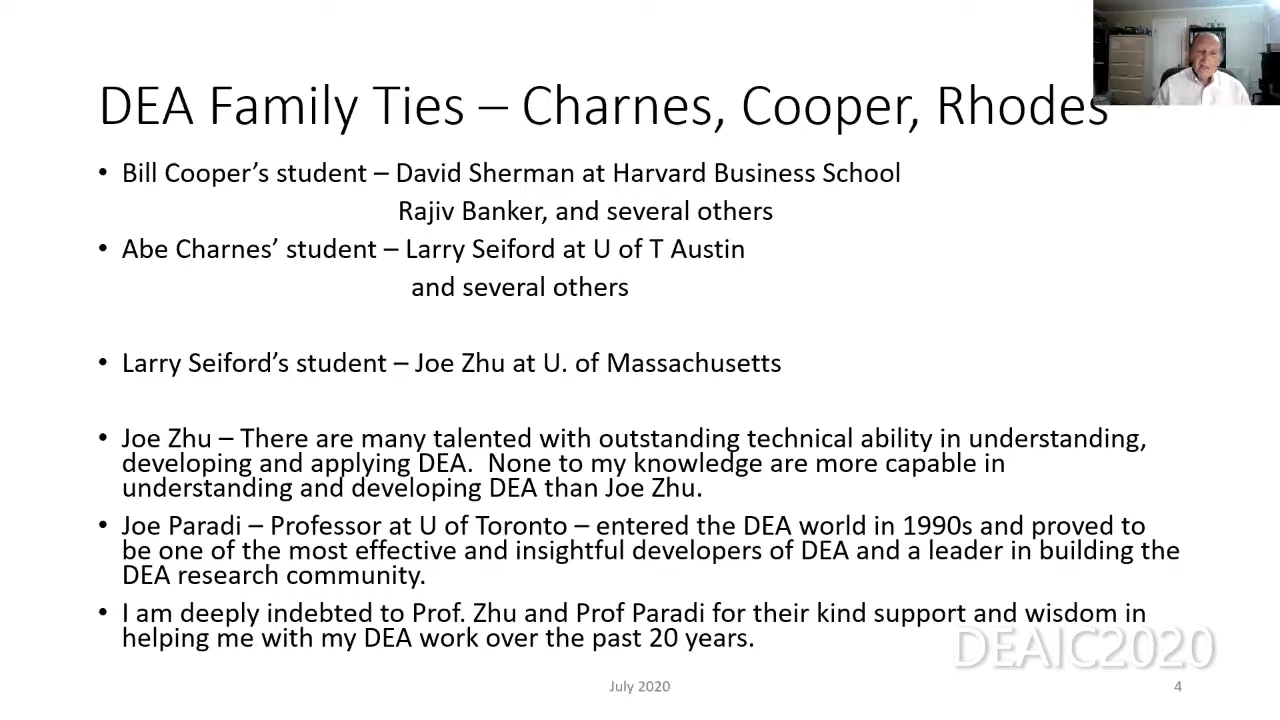 DEA Family Ties – Charnes, Cooper, Rhodes
• Bill Cooper’s student – David Sherman at Harvard Business School
Rajiv Banker, and several others
• Abe Charnes’ student – Larry Seiford at U of T Austin
and several others
• Larry Seiford’s student – Joe Zhu at U. of Massachusetts
• Joe Zhu – There are many talented with outstanding technical ability in understanding,
developing and applying DEA.  None to my knowledge are more capable in
understanding and developing DEA than Joe Zhu.
• Joe Paradi – Professor at U of Toronto – entered the DEA world in 1990s and proved to
be one of the most effective and insightful developers of DEA and a leader in building the
DEA research community.
• I am deeply indebted to Prof. Zhu and Prof Paradi for their kind support and wisdom in
helping me with my DEA work over the past 20 years.
DEAIC2020
July 2020
4